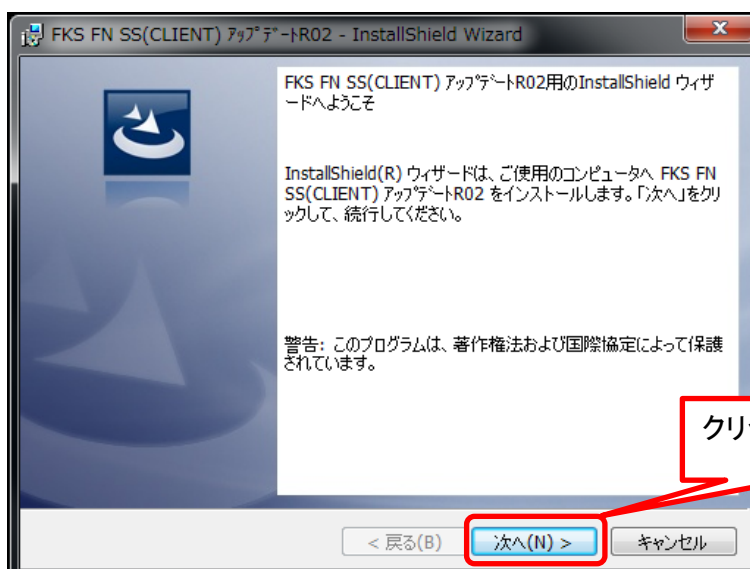 FKS FN SS(CLIENT) ｱｯﾌﾟﾃﾞｰﾄR02 - InstallShield Wizard
FKS FN SS(CLIENT) ｱｯﾌﾟﾃﾞｰﾄR02用のInstallShield ウィザ
ードへようこそ
InstallShield(R) ウィザードは、ご使用のコンピュータへ FKS FN
SS(CLIENT) ｱｯﾌﾟﾃﾞｰﾄR02 をインストールします。「次へ」をクリ
ックして、続行してください。
警告: このプログラムは、著作権法および国際協定によって保護
されています。
クリ
< 戻る(B)
次へ(N) >
キャンセル